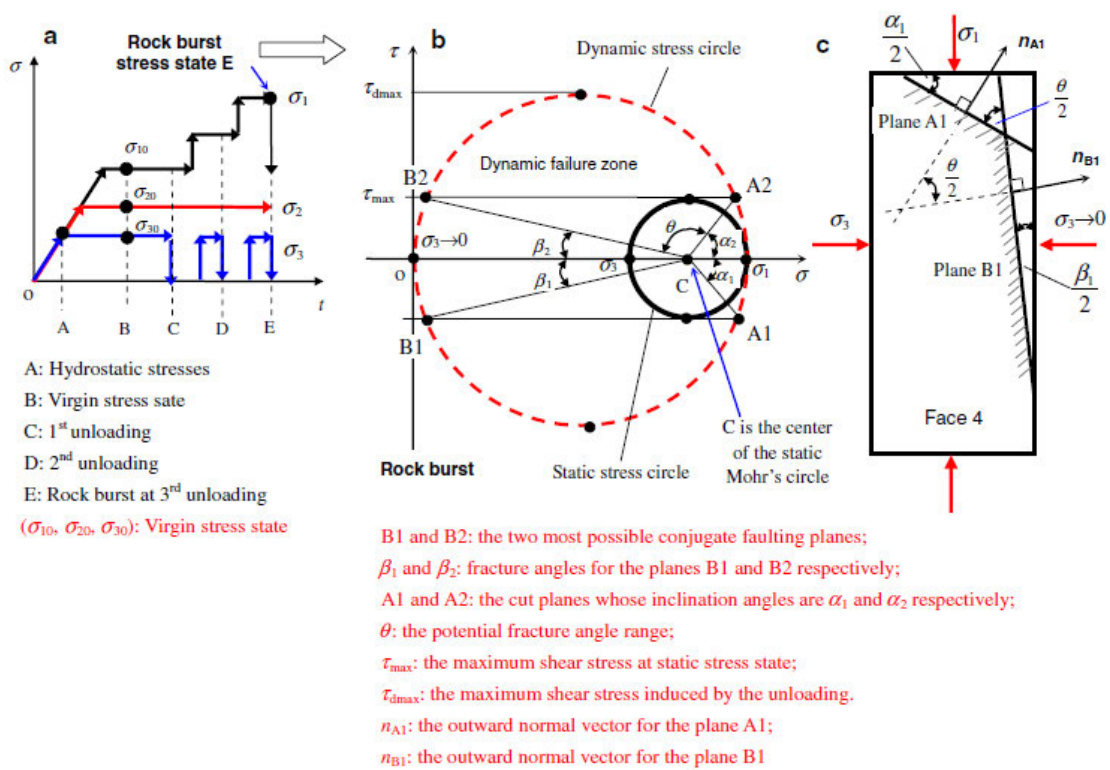 a
Rock burst
stress state E
σ
σ1
σ10
σ20
σ2
σ30
σ3
o
t
A
B
C
D
E
A: Hydrostatic stresses
B: Virgin stress sate
C: 1st unloading
D: 2nd unloading
E: Rock burst at 3rd unloading
(σ10, σ20, σ30): Virgin stress state
b
τ
Dynamic stress circle
τdmax
Dynamic failure zone
B2
A2
τmax
σ3→0
β2
θ
α2
o
σ3
σ1
σ
β1
C
α1
B1
A1
C is the center
of the static
Mohr's circle
Rock burst
Static stress circle
c
α1
2
σ1
nA1
θ
2
Plane A1
nB1
θ
2
σ3
σ3→0
Plane B1
β1
2
Face 4
B1 and B2: the two most possible conjugate faulting planes;
β1 and β2: fracture angles for the planes B1 and B2 respectively;
A1 and A2: the cut planes whose inclination angles are α1 and α2 respectively;
θ: the potential fracture angle range;
τmax: the maximum shear stress at static stress state;
τdmax: the maximum shear stress induced by the unloading.
nA1: the outward normal vector for the plane A1;
nB1: the outward normal vector for the plane B1